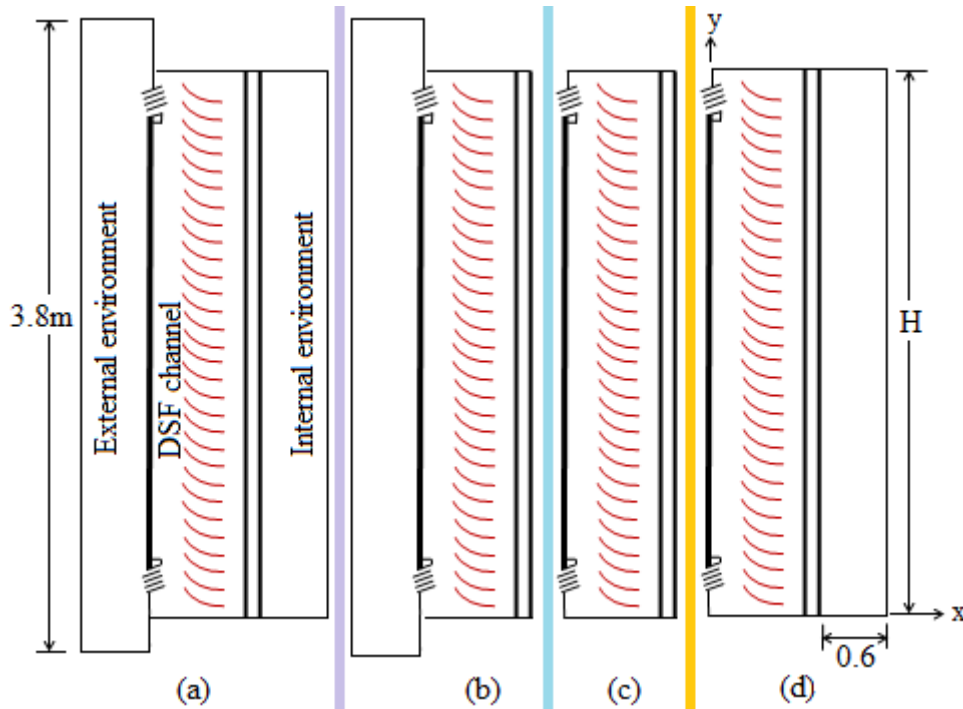 y
3.8m
External environment
DSF channel
Internal environment
H
x
0.6
(a)
(b)
(c)
(d)